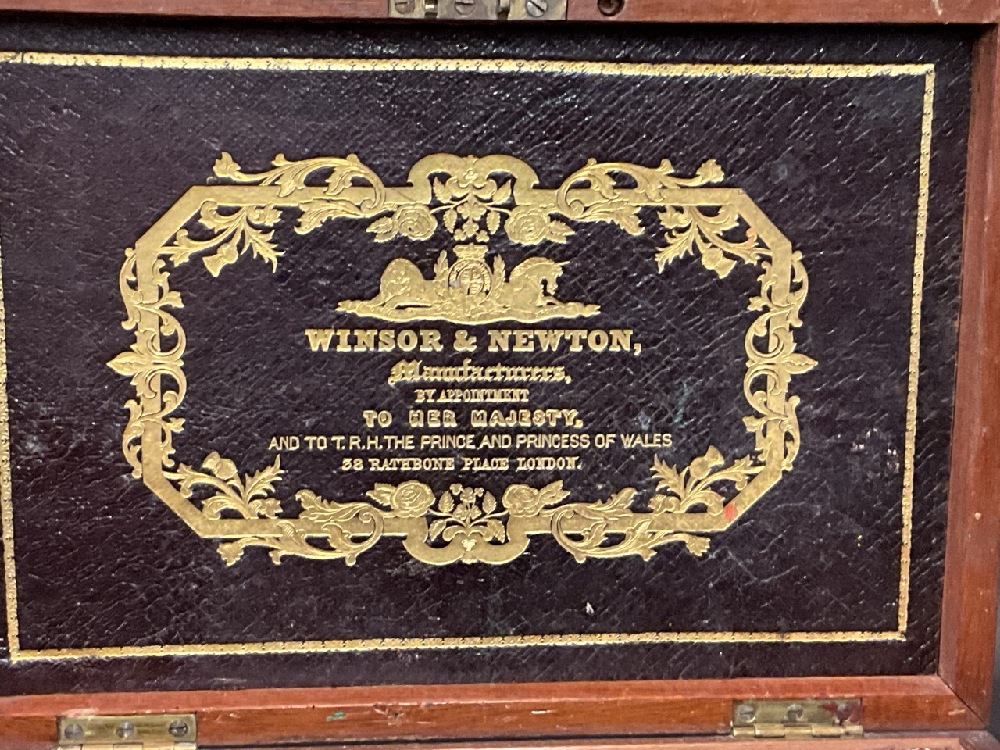 WINSOR & NEWTON,
Manufacturers,
BY APPOINTMENT
TO HER MAJESTY,
AND TO T.R.H. THE PRINCE AND PRINCESS OF WALES
38 RATHBONE PLACE LONDON.